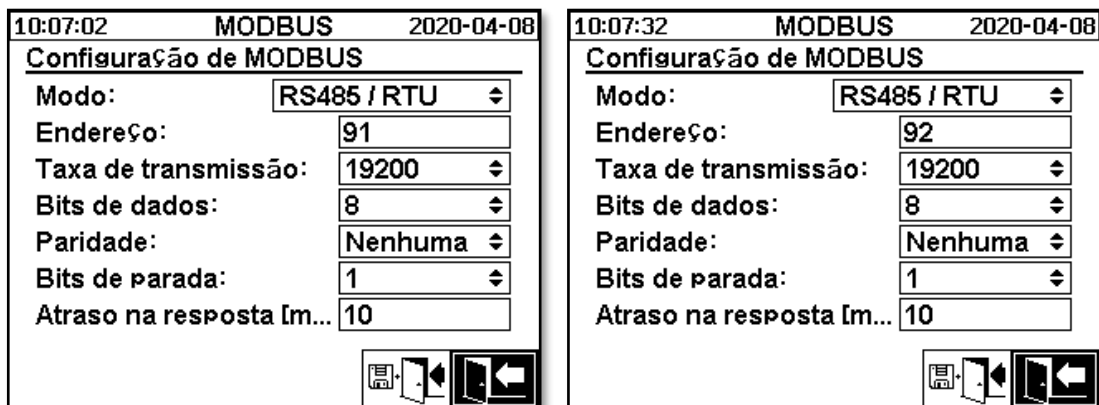 10:07:02 MODBUS 2020-04-08
Configuração de MODBUS
Modo: RS485 / RTU
Endereço: 91
Taxa de transmissão: 19200
Bits de dados: 8
Paridade: Nenhuma
Bits de parada: 1
Atraso na resposta [m... 10
10:07:32 MODBUS 2020-04-08
Configuração de MODBUS
Modo: RS485 / RTU
Endereço: 92
Taxa de transmissão: 19200
Bits de dados: 8
Paridade: Nenhuma
Bits de parada: 1
Atraso na resposta [m... 10